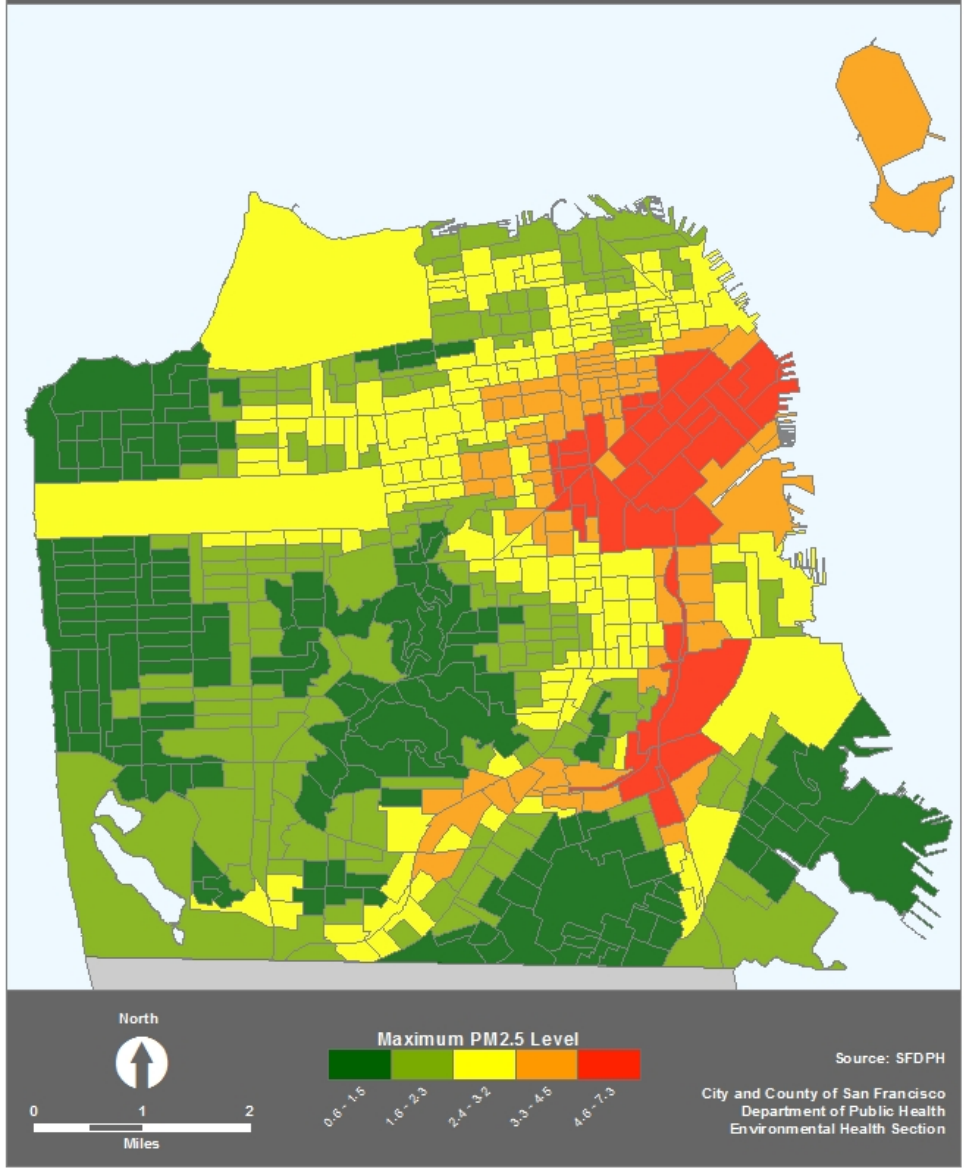 North
0 1 2
Miles
Maximum PM2.5 Level
0.6 - 1.5
1.6 - 2.3
2.4 - 3.2
3.3 - 4.5
4.6 - 7.3
Source: SFDPH
City and County of San Francisco
Department of Public Health
Environmental Health Section